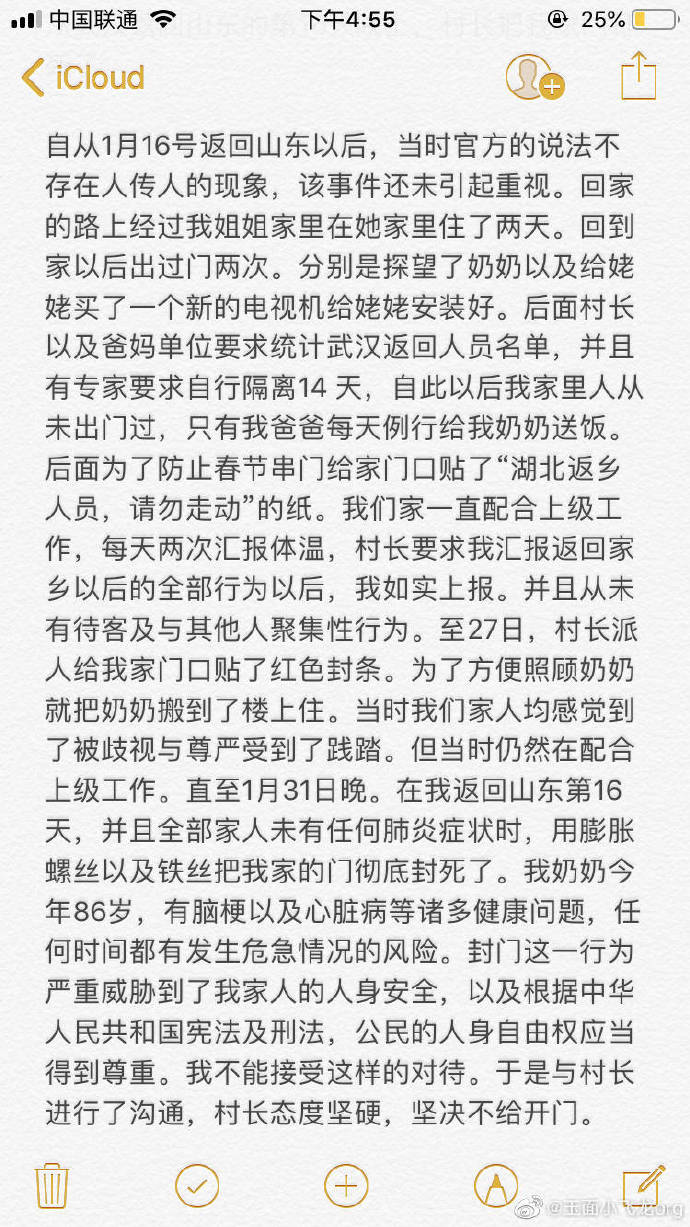 中国联通
下午4:55
25%
iCloud
自从1月16号返回山东以后，当时官方的说法不
存在人传人的现象，该事件还未引起重视。回家
的路上经过我姐姐家里在她家里住了两天。回到
家以后出过门两次。分别是探望了奶奶以及给姥
姥买了一个新的电视机给姥姥安装好。后面村长
以及爸妈单位要求统计武汉返回人员名单，并且
有专家要求自行隔离14 天，自此以后我家里人从
未出门过，只有我爸爸每天例行给我奶奶送饭。
后面为了防止春节串门给家门口贴了“湖北返乡
人员，请勿走动”的纸。我们家一直配合上级工
作，每天两次汇报体温，村长要求我汇报返回家
乡以后的全部行为以后，我如实上报。并且从未
有待客及与其他人聚集性行为。至27日，村长派
人给我家门口贴了红色封条。为了方便照顾奶奶
就把奶奶搬到了楼上住。当时我们家人均感觉到
了被歧视与尊严受到了践踏。但当时仍然在配合
上级工作。直至1月31日晚。在我返回山东第16
天，并且全部家人未有任何肺炎症状时，用膨胀
螺丝以及铁丝把我家的门彻底封死了。我奶奶今
年86岁，有脑梗以及心脏病等诸多健康问题，任
何时间都有发生危急情况的风险。封门这一行为
严重威胁到了我家人的人身安全，以及根据中华
人民共和国宪法及刑法，公民的人身自由权应当
得到尊重。我不能接受这样的对待。于是与村长
进行了沟通，村长态度坚硬，坚决不给开门。
@玉面小飞龙org